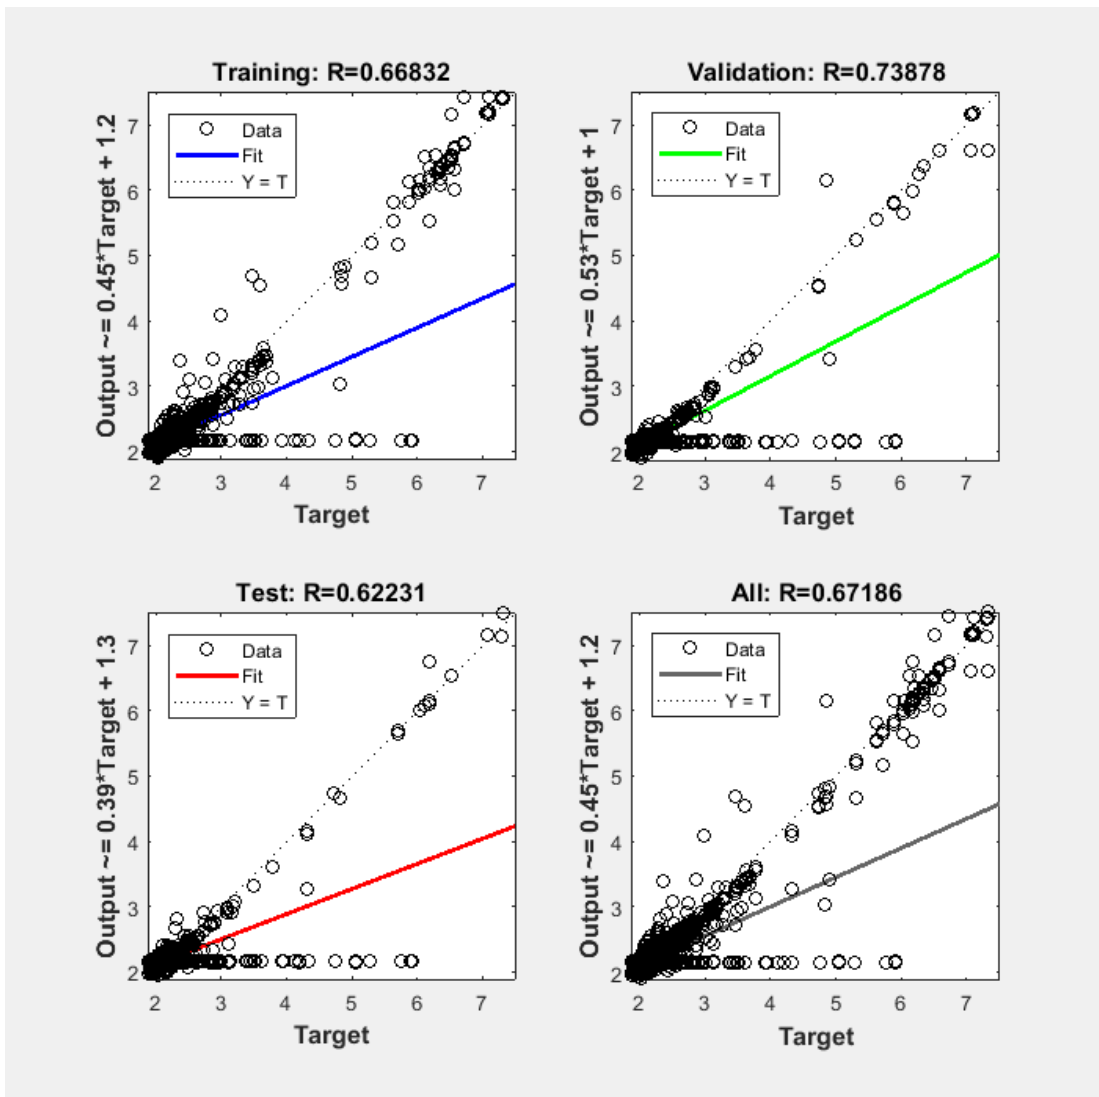 Training: R=0.66832
Output ~= 0.45*Target + 1.2
Data
Fit
Y = T
7
6
5
4
3
2
2 3 4 5 6 7
Target
Validation: R=0.73878
Output ~= 0.53*Target + 1
Data
Fit
Y = T
7
6
5
4
3
2
2 3 4 5 6 7
Target
Test: R=0.62231
Output ~= 0.39*Target + 1.3
Data
Fit
Y = T
7
6
5
4
3
2
2 3 4 5 6 7
Target
All: R=0.67186
Output ~= 0.45*Target + 1.2
Data
Fit
Y = T
7
6
5
4
3
2
2 3 4 5 6 7
Target